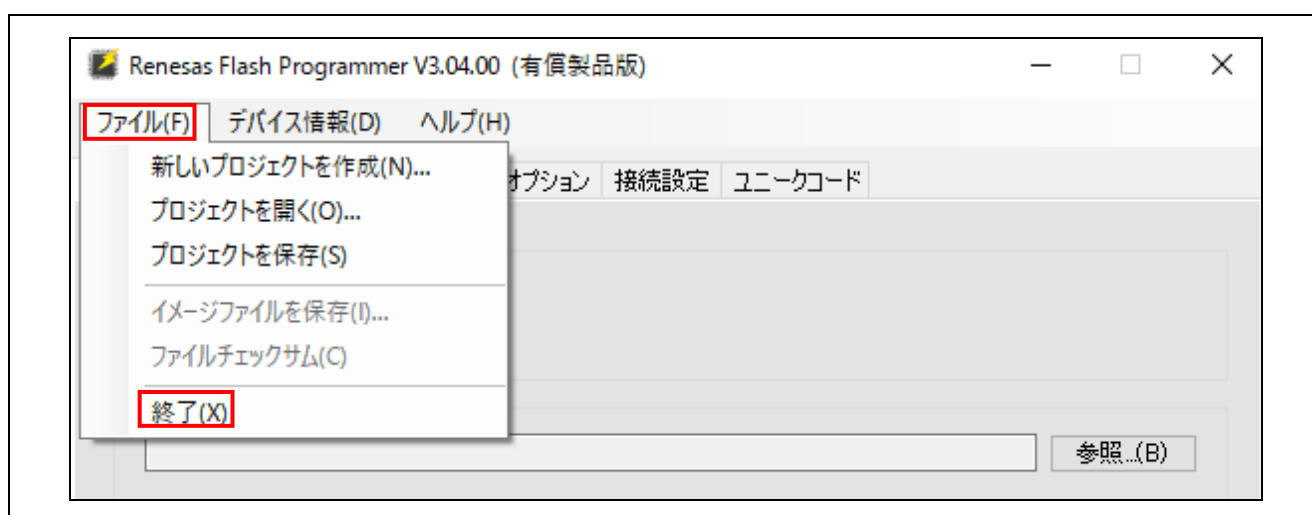 Renesas Flash Programmer V3.04.00 (有償製品版)
ファイル(F) デバイス情報(D) ヘルプ(H)
新しいプロジェクトを作成(N)...
オプション 接続設定 ユニークコード
プロジェクトを開く(O)...
プロジェクトを保存(S)
イメージファイルを保存(I)...
ファイルチェックサム(C)
終了(X)
参照...(B)